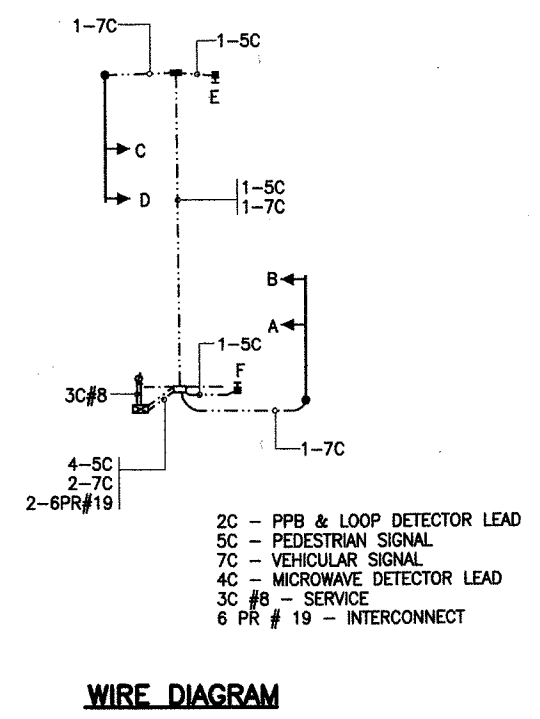 1-7C
1-5C
E
C
D
1-5C
1-7C
B
A
1-5C
F
3C#8
1-7C
4-5C
2-7C
2-6PR#19
2C - PPB & LOOP DETECTOR LEAD
5C - PEDESTRIAN SIGNAL
7C - VEHICULAR SIGNAL
4C - MICROWAVE DETECTOR LEAD
3C #8 - SERVICE
6 PR # 19 - INTERCONNECT
WIRE DIAGRAM